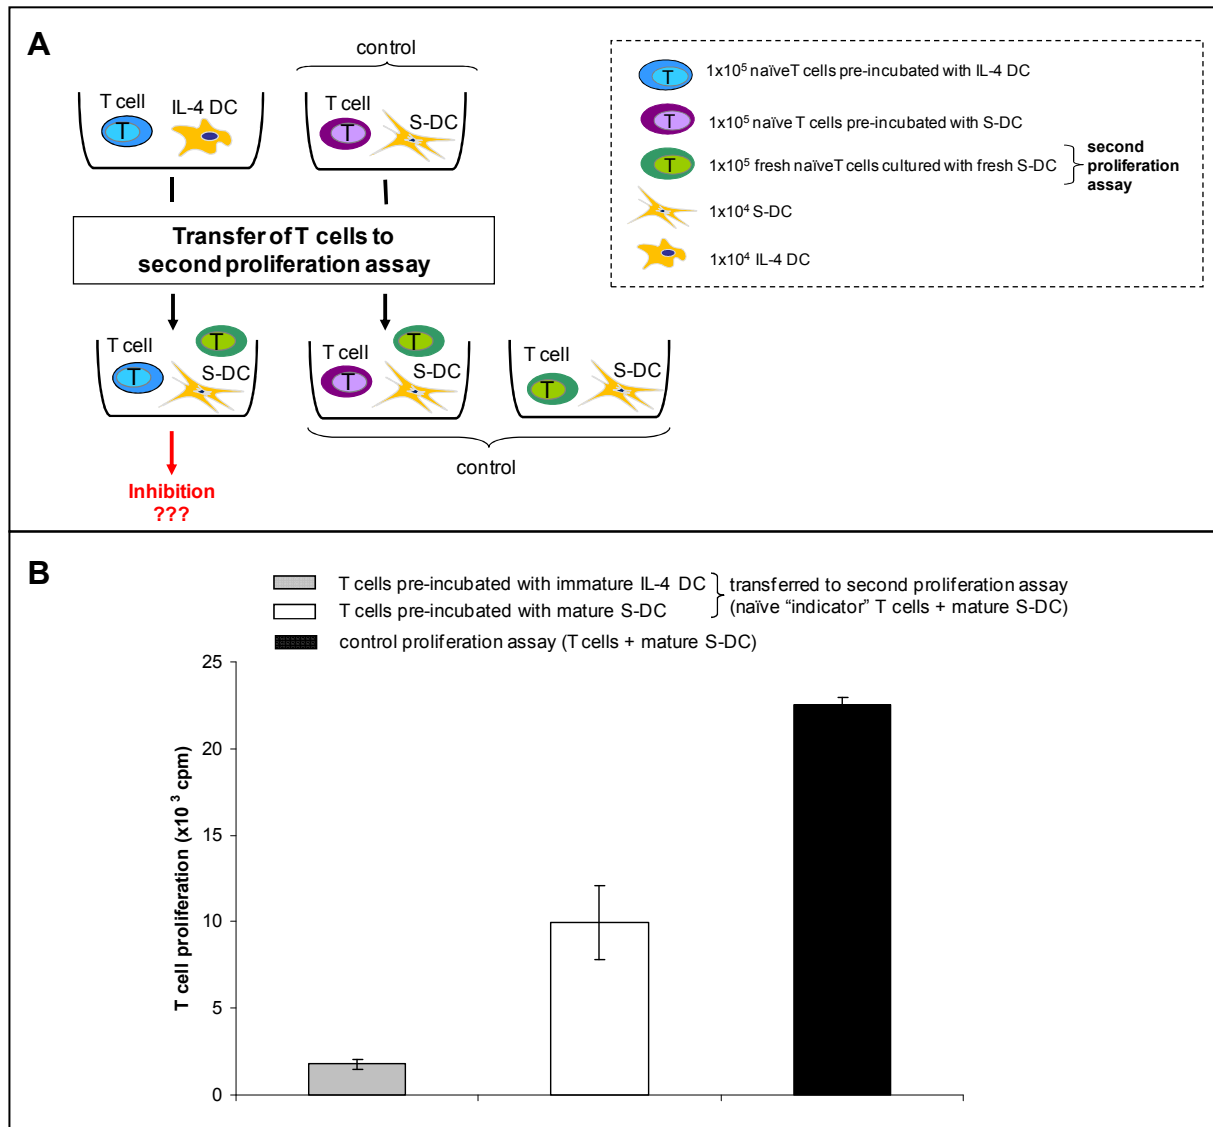 A
control
T cell
IL-4 DC
T
T cell
S-DC
T
Transfer of T cells to
second proliferation assay
T
T cell
S-DC
T
T
T cell
S-DC
T
T cell
S-DC
T
control
Inhibition
???
T 1x10⁵ naïve T cells pre-incubated with IL-4 DC
T 1x10⁵ naïve T cells pre-incubated with S-DC
T 1x10⁵ fresh naïve T cells cultured with fresh S-DC
second
proliferation
assay
1x10⁴ S-DC
1x10⁴ IL-4 DC
B
T cells pre-incubated with immature IL-4 DC
T cells pre-incubated with mature S-DC
transferred to second proliferation assay
(naïve “indicator” T cells + mature S-DC)
control proliferation assay (T cells + mature S-DC)
T cell proliferation (x10³ cpm)
25
20
15
10
5
0